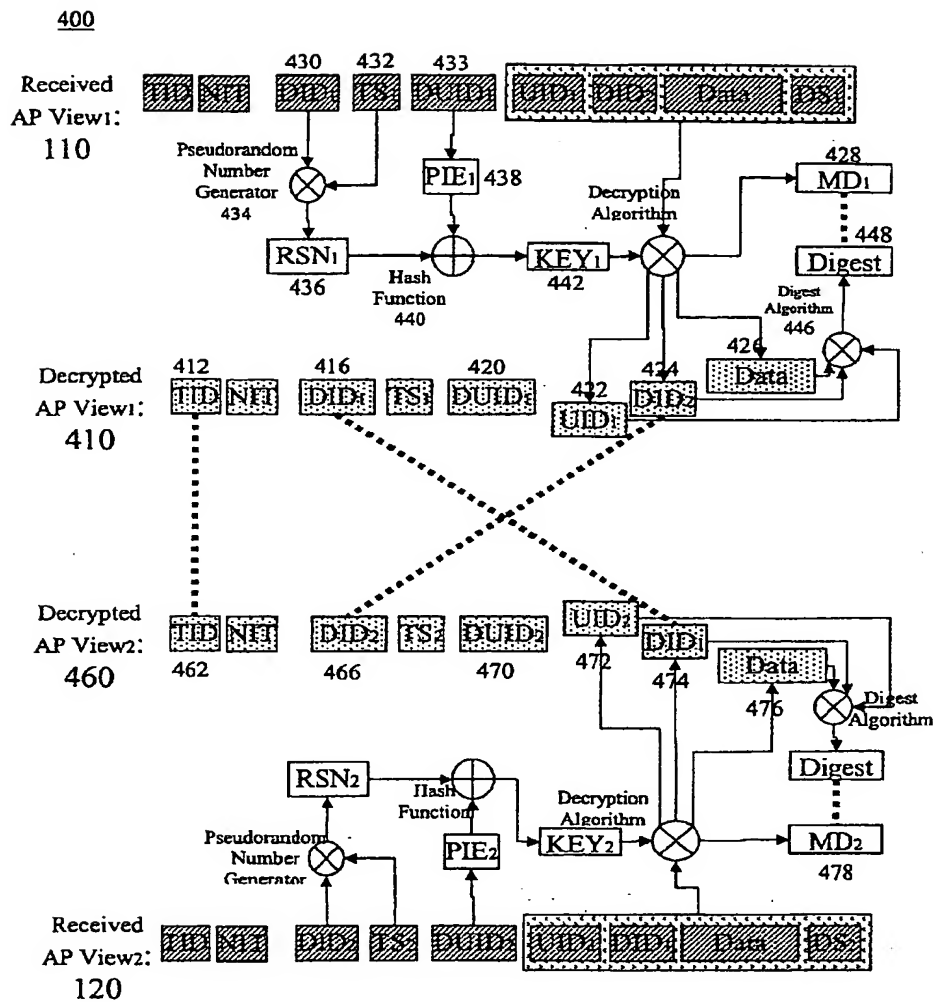 400
430 432 433
Received AP View1: 110
TID NIT DID1 TS1 DUID1 UID1 DID2 Data DS1
Pseudorandom Number Generator 434
PIE1 438
Decryption Algorithm
428
MD1
RSN1
436
Hash Function 440
KEY1
442
448
Digest
Digest Algorithm 446
412 416 420 422 424 426
Decrypted AP View1: 410
TID NIT DID1 TS1 DUID1 UID1 DID2 Data
Decrypted AP View2: 460
TID NIT DID2 TS2 DUID2 UID2 DID1 Data
462 466 470 472 474 476
Digest Algorithm
Digest
RSN2
Hash Function
Decryption Algorithm
Pseudorandom Number Generator
PIE2
KEY2
MD2
478
Received AP View2: 120
TID NIT DID2 TS2 DUID2 UID2 DID1 Data DS2